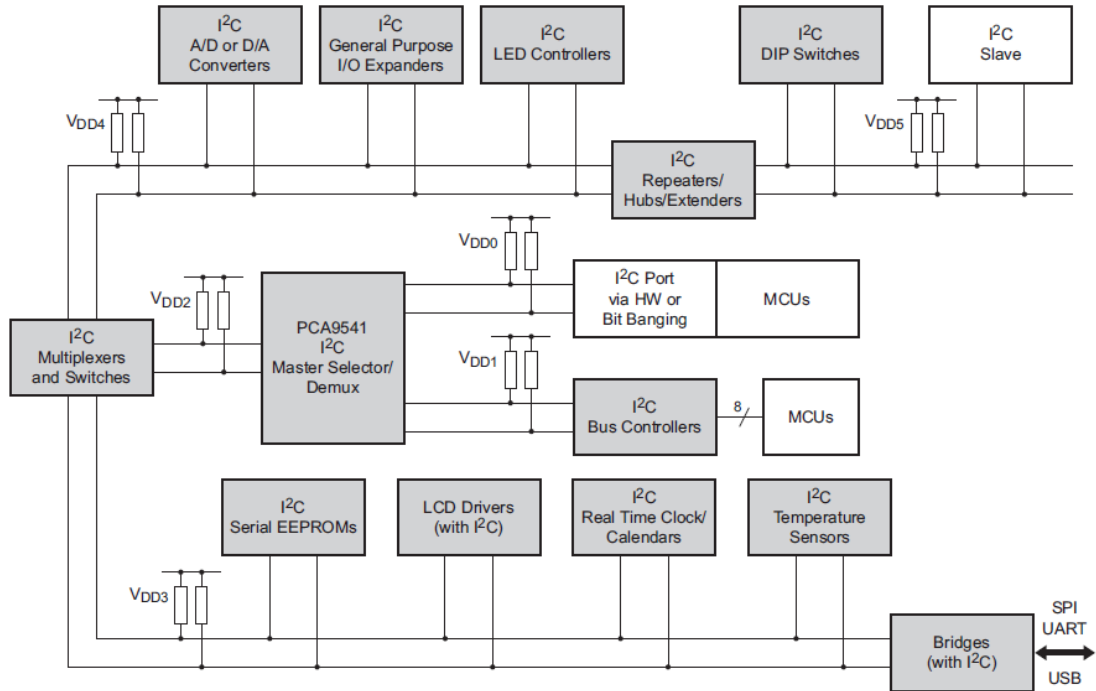 I²C
A/D or D/A
Converters
I²C
General Purpose
I/O Expanders
I²C
LED Controllers
I²C
DIP Switches
I²C
Slave
VDD4
VDD5
I²C
Repeaters/
Hubs/Extenders
VDD0
VDD2
I²C Port
via HW or
Bit Banging
MCUs
PCA9541
I²C
Master Selector/
Demux
I²C
Multiplexers
and Switches
VDD1
I²C
Bus Controllers
8
MCUs
I²C
Serial EEPROMs
LCD Drivers
(with I²C)
I²C
Real Time Clock/
Calendars
I²C
Temperature
Sensors
VDD3
Bridges
(with I²C)
SPI
UART
USB